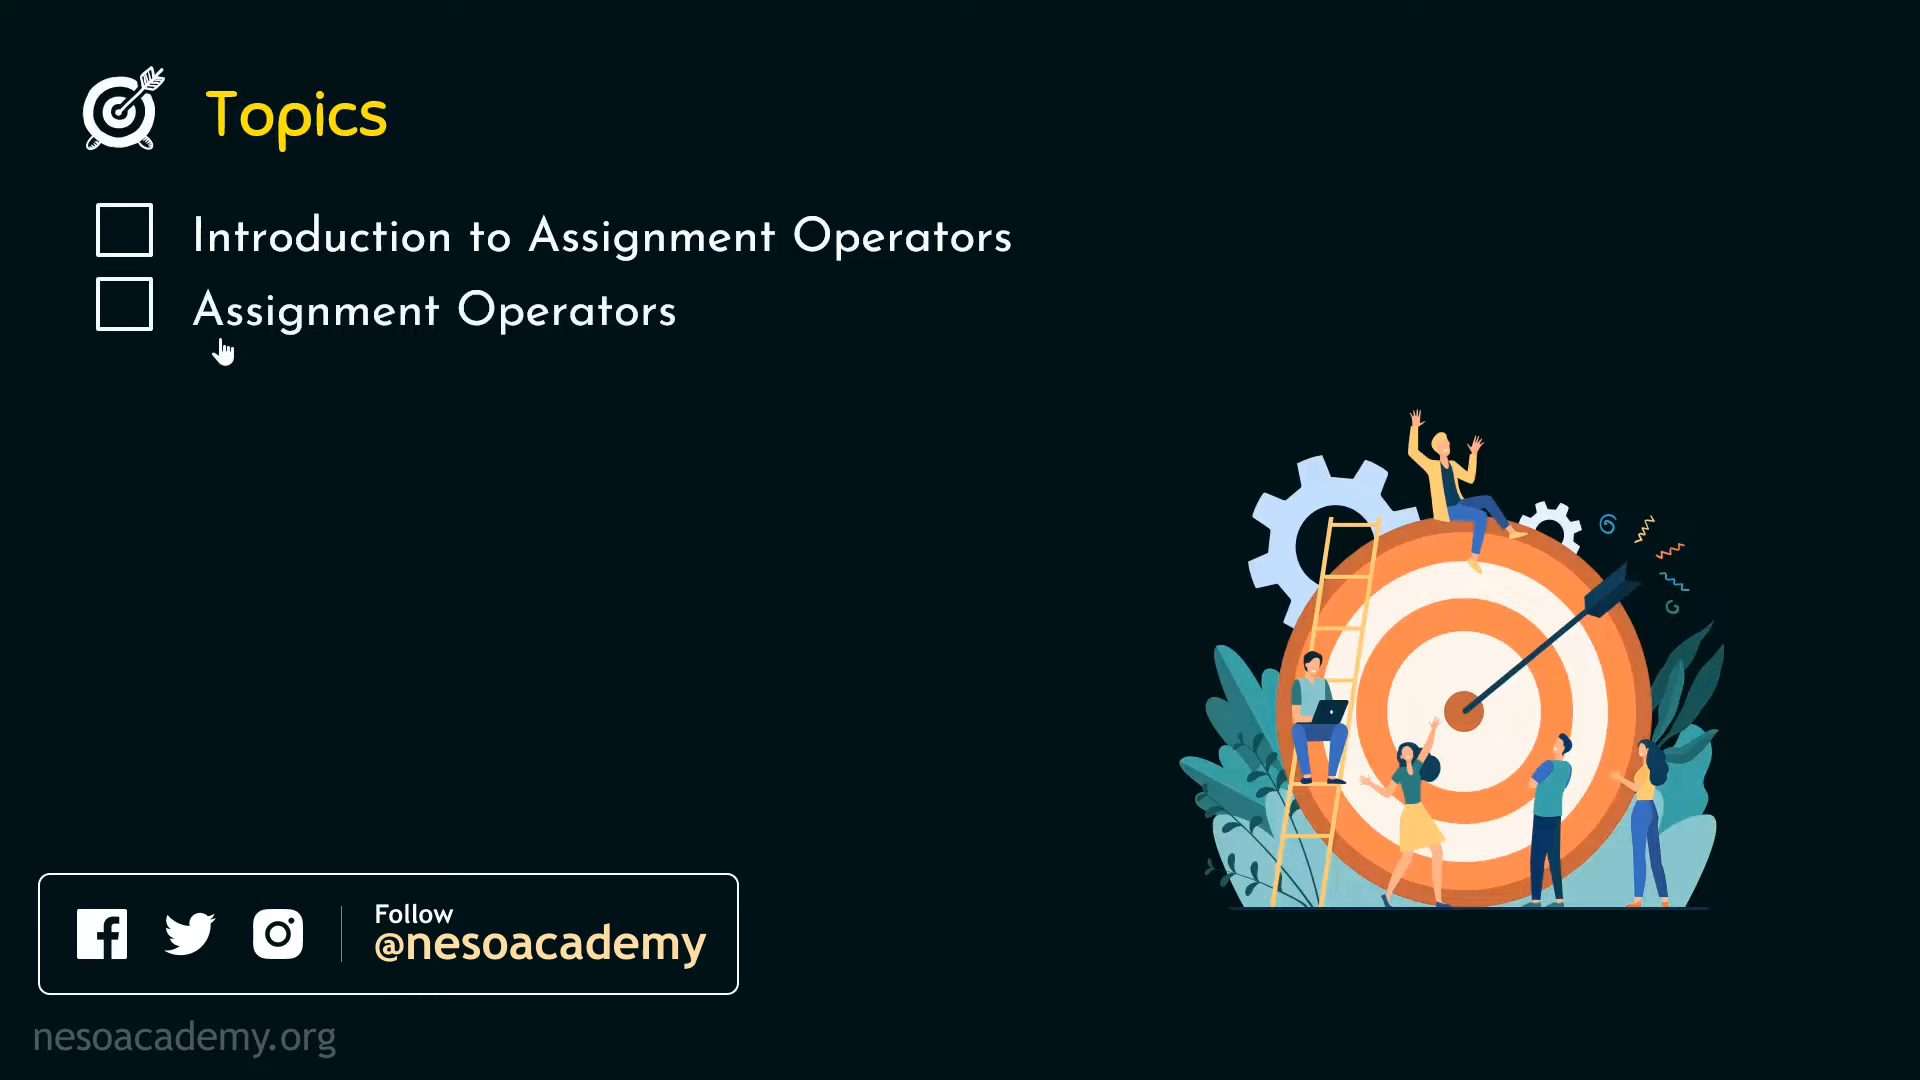 Topics
Introduction to Assignment Operators
Assignment Operators
Follow
@nesoacademy
nesoacademy.org